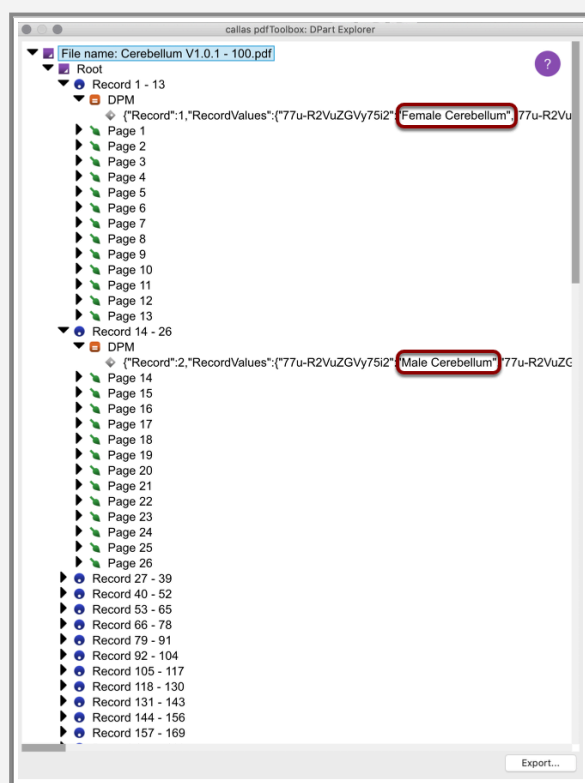 callas pdfToolbox: DPart Explorer
File name: Cerebellum V1.0.1 - 100.pdf
?
Root
Record 1 - 13
DPM
{"Record":1,"RecordValues":{"77u-R2VuZGVy75i2":"Female Cerebellum","77u-R2Vu
Page 1
Page 2
Page 3
Page 4
Page 5
Page 6
Page 7
Page 8
Page 9
Page 10
Page 11
Page 12
Page 13
Record 14 - 26
DPM
{"Record":2,"RecordValues":{"77u-R2VuZGVy75i2":"Male Cerebellum","77u-R2VuZG
Page 14
Page 15
Page 16
Page 17
Page 18
Page 19
Page 20
Page 21
Page 22
Page 23
Page 24
Page 25
Page 26
Record 27 - 39
Record 40 - 52
Record 53 - 65
Record 66 - 78
Record 79 - 91
Record 92 - 104
Record 105 - 117
Record 118 - 130
Record 131 - 143
Record 144 - 156
Record 157 - 169
Export...